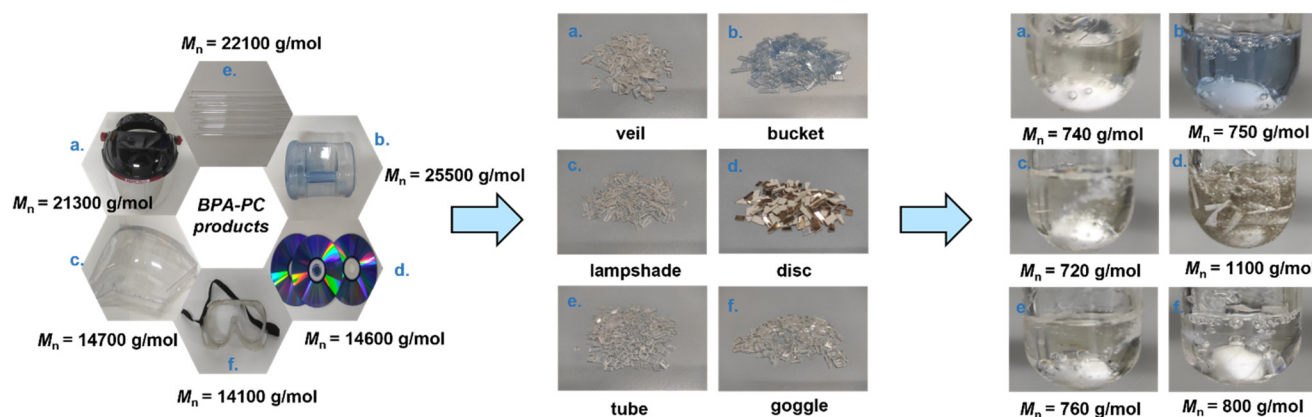 Mn = 22100 g/mol
e.
a.
b.
Mn = 25500 g/mol
Mn = 21300 g/mol
BPA-PC
products
c.
d.
Mn = 14700 g/mol
Mn = 14600 g/mol
f.
Mn = 14100 g/mol
a.
b.
veil
bucket
c.
d.
lampshade
disc
e.
f.
tube
goggle
a.
b.
Mn = 740 g/mol
Mn = 750 g/mol
c.
d.
Mn = 720 g/mol
Mn = 1100 g/mol
e.
f.
Mn = 760 g/mol
Mn = 800 g/mol